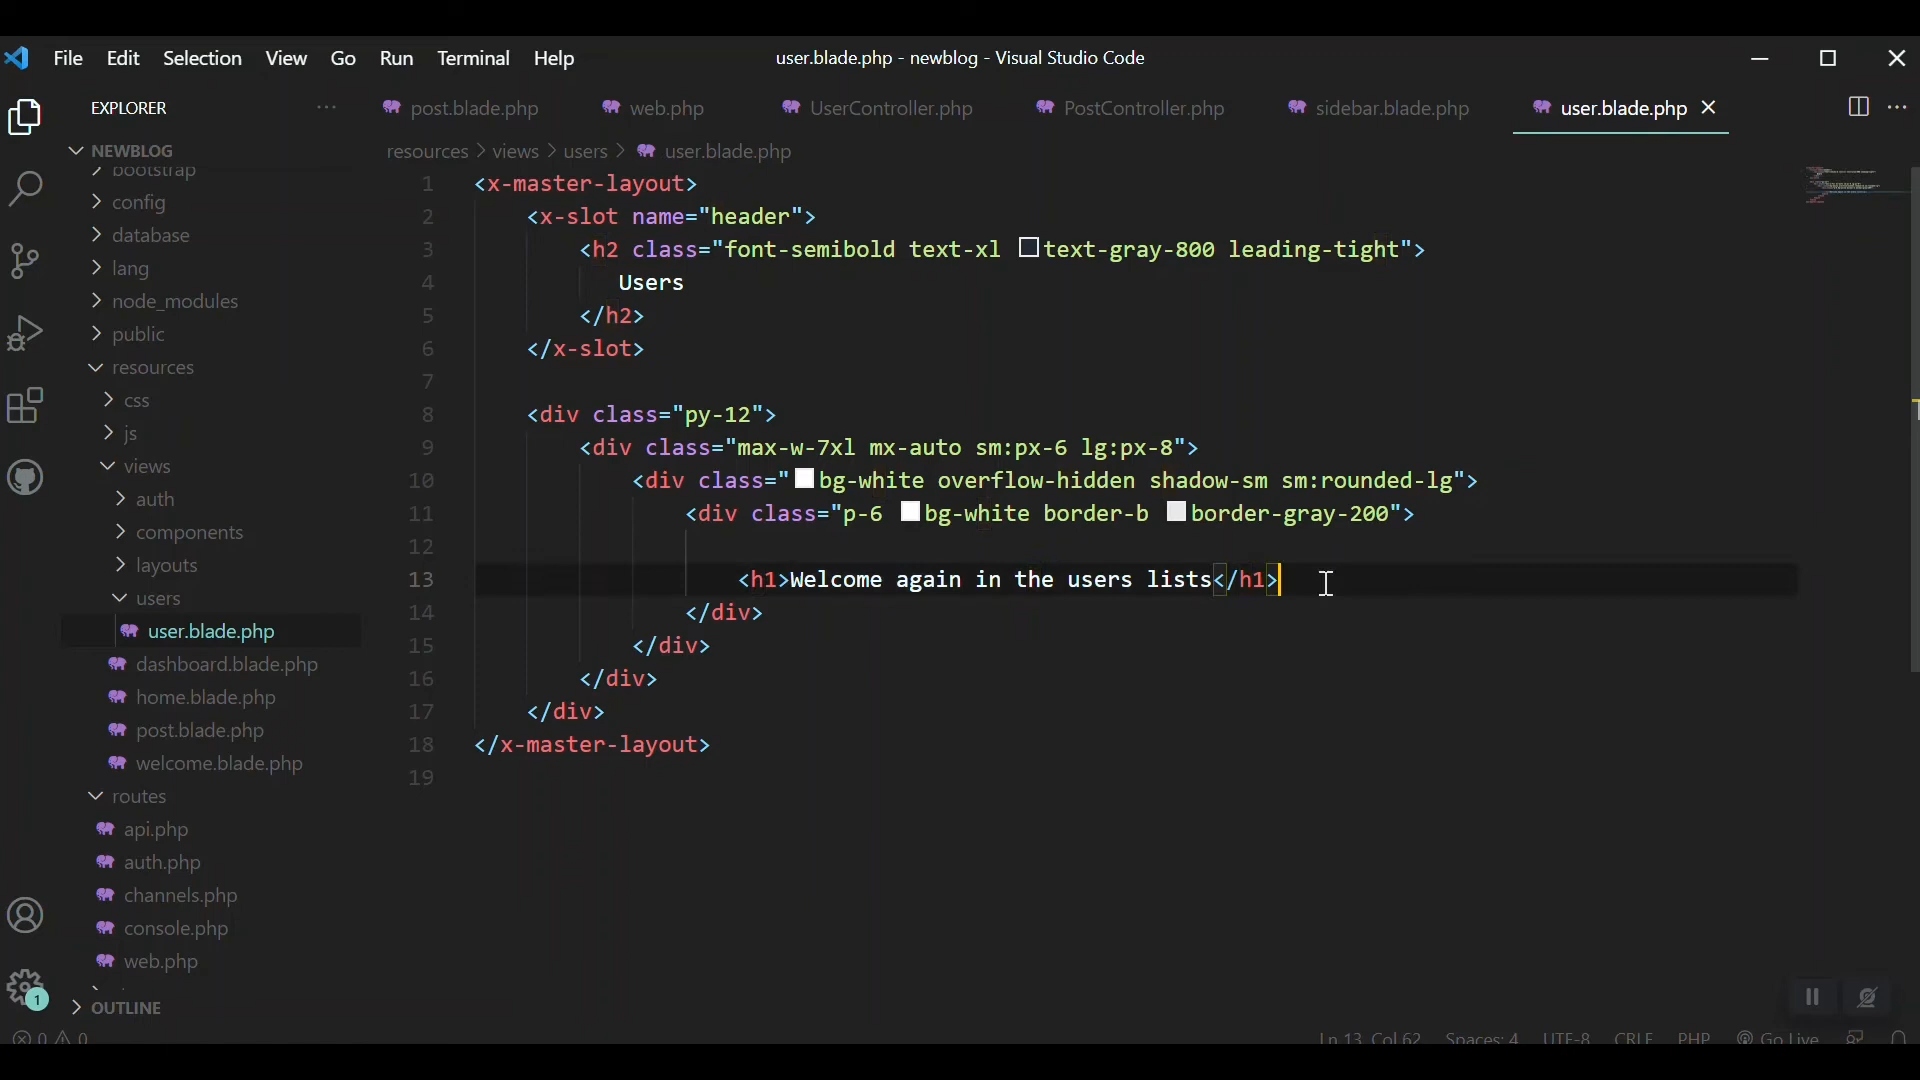 File Edit Selection View Go Run Terminal Help
user.blade.php - newblog - Visual Studio Code
EXPLORER
post.blade.php web.php UserController.php PostController.php sidebar.blade.php user.blade.php
NEWBLOG
resources > views > users > user.blade.php
bootstrap
config
database
lang
node_modules
public
resources
css
js
views
auth
components
layouts
users
user.blade.php
dashboard.blade.php
home.blade.php
post.blade.php
welcome.blade.php
routes
api.php
auth.php
channels.php
console.php
web.php
OUTLINE
1 <x-master-layout>
2 <x-slot name="header">
3 <h2 class="font-semibold text-xl text-gray-800 leading-tight">
4 Users
5 </h2>
6 </x-slot>
7
8 <div class="py-12">
9 <div class="max-w-7xl mx-auto sm:px-6 lg:px-8">
10 <div class="bg-white overflow-hidden shadow-sm sm:rounded-lg">
11 <div class="p-6 bg-white border-b border-gray-200">
12
13 <h1>Welcome again in the users lists</h1>
14 </div>
15 </div>
16 </div>
17 </div>
18 </x-master-layout>
19
1
0 0
Ln 13, Col 62 Spaces: 4 UTF-8 CRLF PHP Go Live